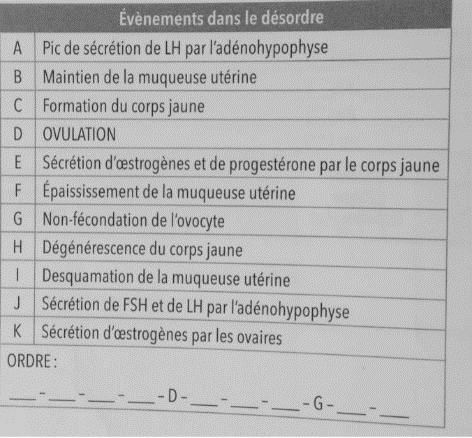 Évènements dans le désordre
A Pic de sécrétion de LH par l'adénohypophyse
B Maintien de la muqueuse utérine
C Formation du corps jaune
D OVULATION
E Sécrétion d'œstrogènes et de progestérone par le corps jaune
F Épaississement de la muqueuse utérine
G Non-fécondation de l'ovocyte
H Dégénérescence du corps jaune
I Desquamation de la muqueuse utérine
J Sécrétion de FSH et de LH par l'adénohypophyse
K Sécrétion d'œstrogènes par les ovaires
ORDRE :
___ - ___ - ___ - ___ - D - ___ - ___ - ___ - G - ___ - ___